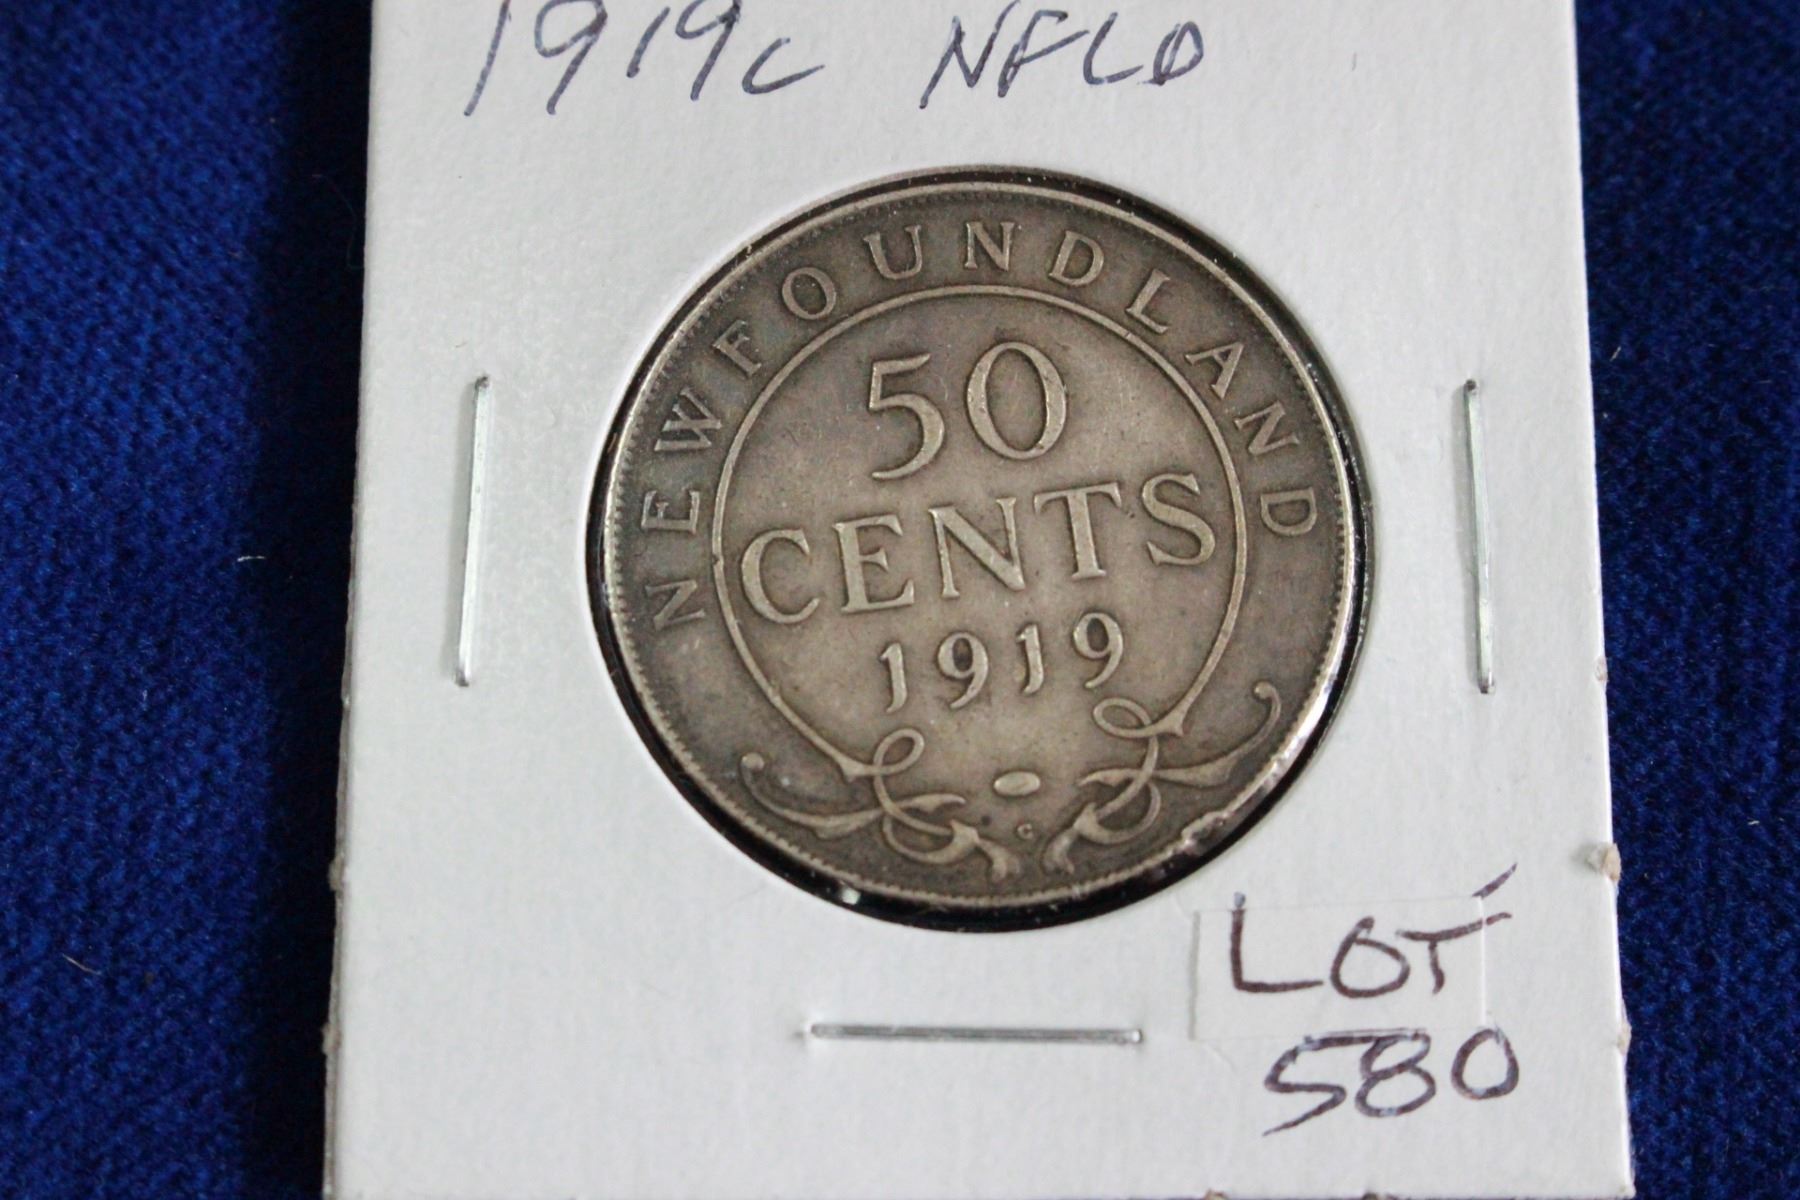 1919c NFLD
NEWFOUNDLAND
50
CENTS
1919
C
LOT
580